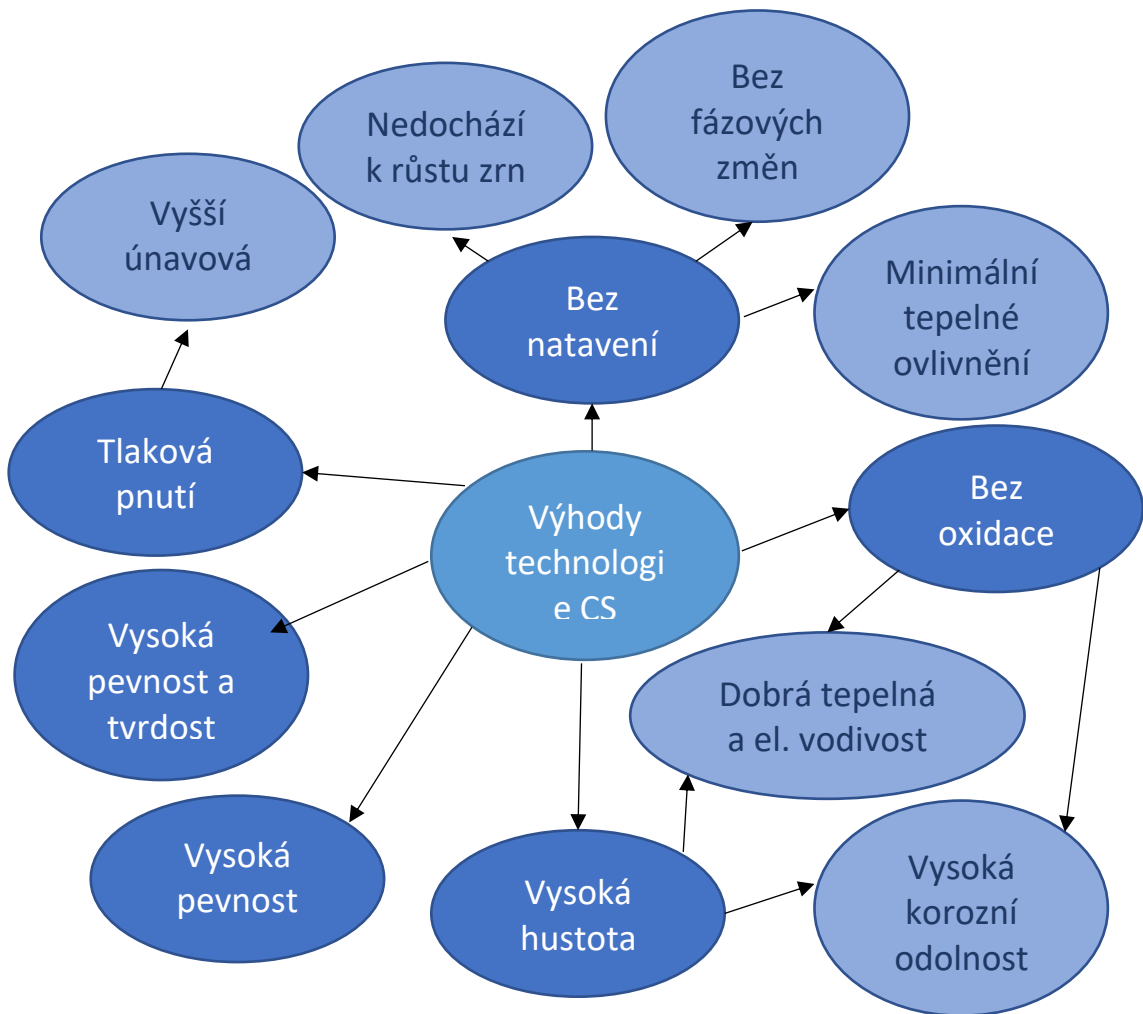 Bez
fázových
změn
Nedochází
k růstu zrn
Vyšší
únavová
Bez
natavení
Minimální
tepelné
ovlivnění
Tlaková
pnutí
Výhody
technologi
e CS
Bez
oxidace
Vysoká
pevnost a
tvrdost
Dobrá tepelná
a el. vodivost
Vysoká
pevnost
Vysoká
hustota
Vysoká
korozní
odolnost